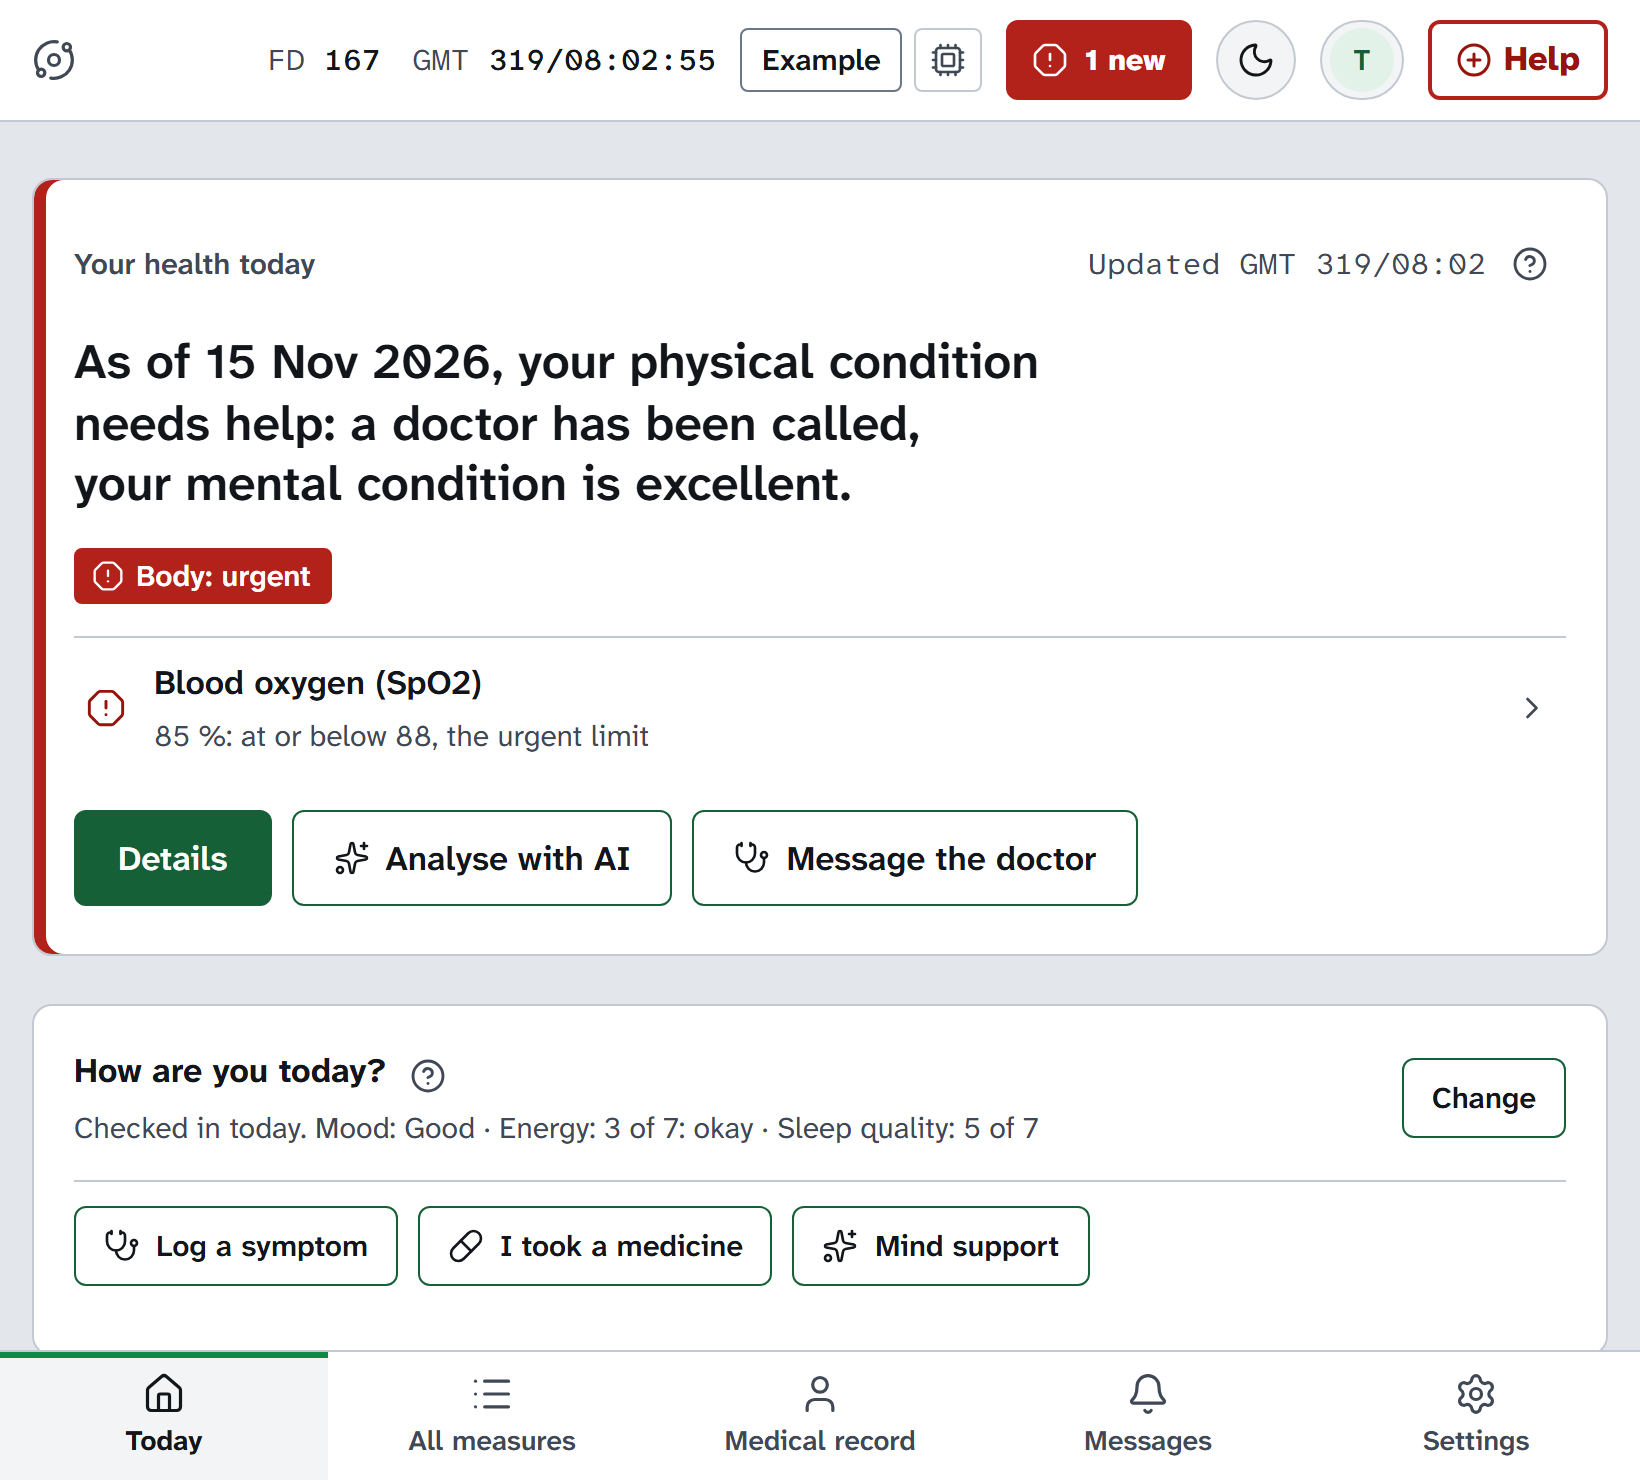 FD 167 GMT 319/08:02:55 Example 1 new T Help
Your health today
Updated GMT 319/08:02
As of 15 Nov 2026, your physical condition
needs help: a doctor has been called,
your mental condition is excellent.
Body: urgent
Blood oxygen (SpO2)
85 %: at or below 88, the urgent limit
Details
Analyse with AI
Message the doctor
How are you today?
Checked in today. Mood: Good · Energy: 3 of 7: okay · Sleep quality: 5 of 7
Change
Log a symptom
I took a medicine
Mind support
Today
All measures
Medical record
Messages
Settings